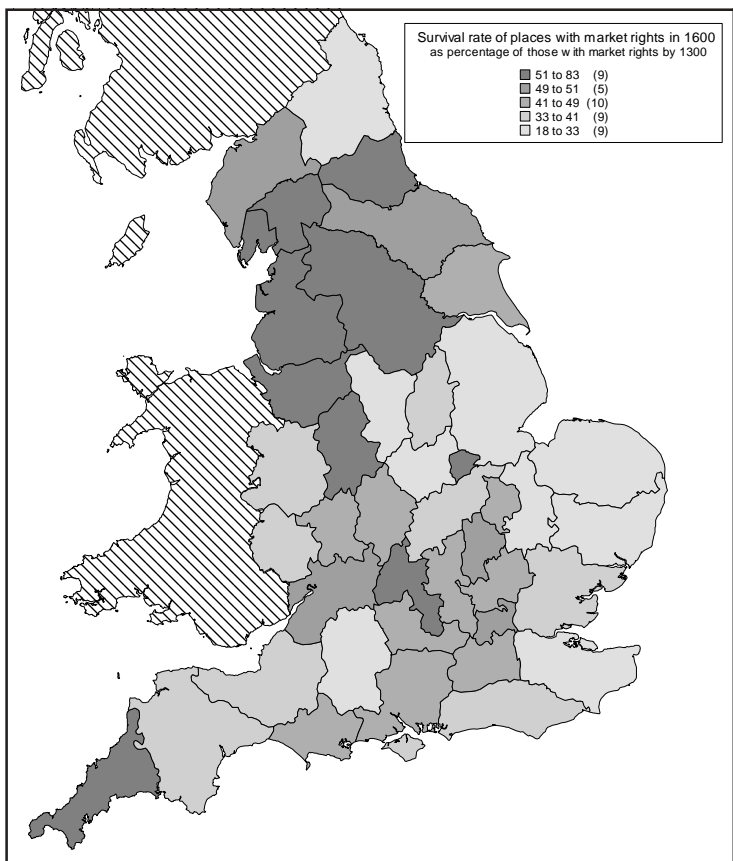 Survival rate of places with market rights in 1600
as percentage of those with market rights by 1300
51 to 83 (9)
49 to 51 (5)
41 to 49 (10)
33 to 41 (9)
18 to 33 (9)